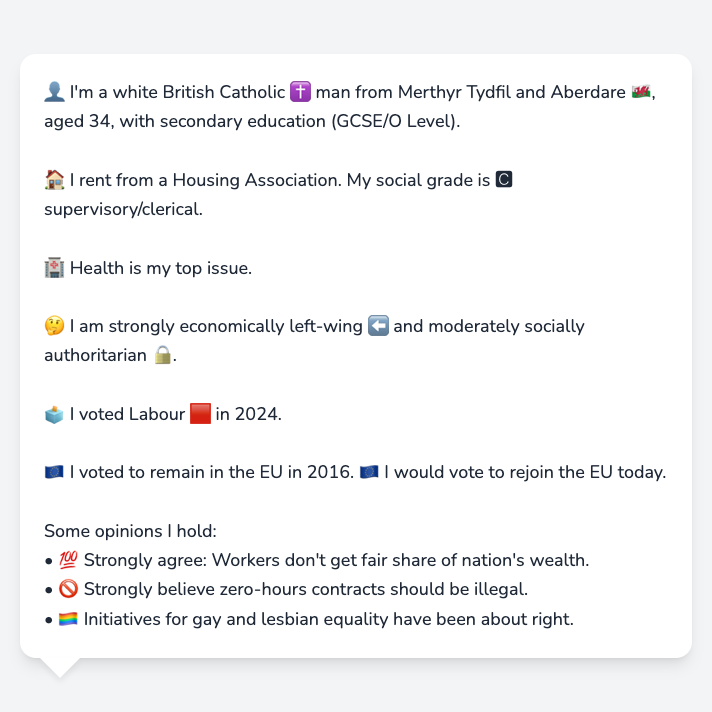 👤 I'm a white British Catholic ✝️ man from Merthyr Tydfil and Aberdare 🏴󠁧󠁢󠁷󠁬󠁳󠁿,
aged 34, with secondary education (GCSE/O Level).
🏠 I rent from a Housing Association. My social grade is 🅲
supervisory/clerical.
🏥 Health is my top issue.
🤔 I am strongly economically left-wing ⬅️ and moderately socially
authoritarian 🔒.
🗳️ I voted Labour 🟥 in 2024.
🇪🇺 I voted to remain in the EU in 2016. 🇪🇺 I would vote to rejoin the EU today.
Some opinions I hold:
• 💯 Strongly agree: Workers don't get fair share of nation's wealth.
• 🚫 Strongly believe zero-hours contracts should be illegal.
• 🏳️‍🌈 Initiatives for gay and lesbian equality have been about right.